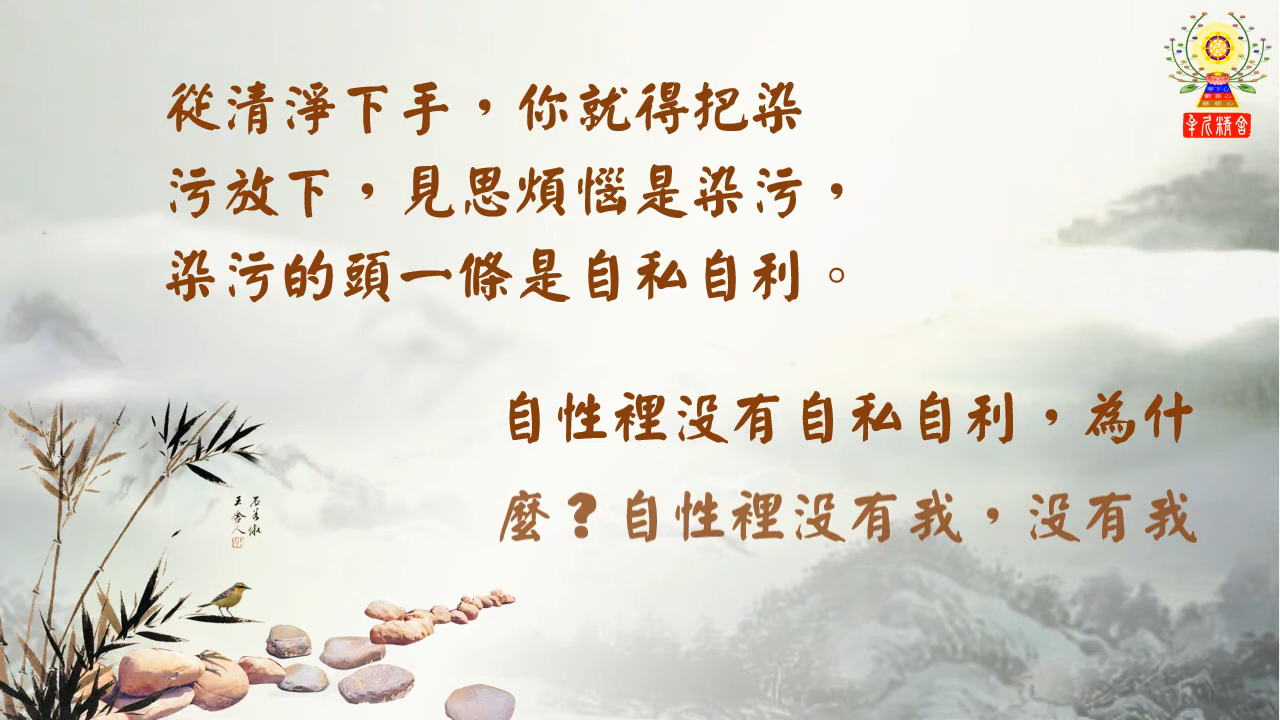 從清淨下手，你就得把染
污放下，見思煩惱是染污，
染污的頭一條是自私自利。
自性裡沒有自私自利，為什
麼？自性裡沒有我，沒有我